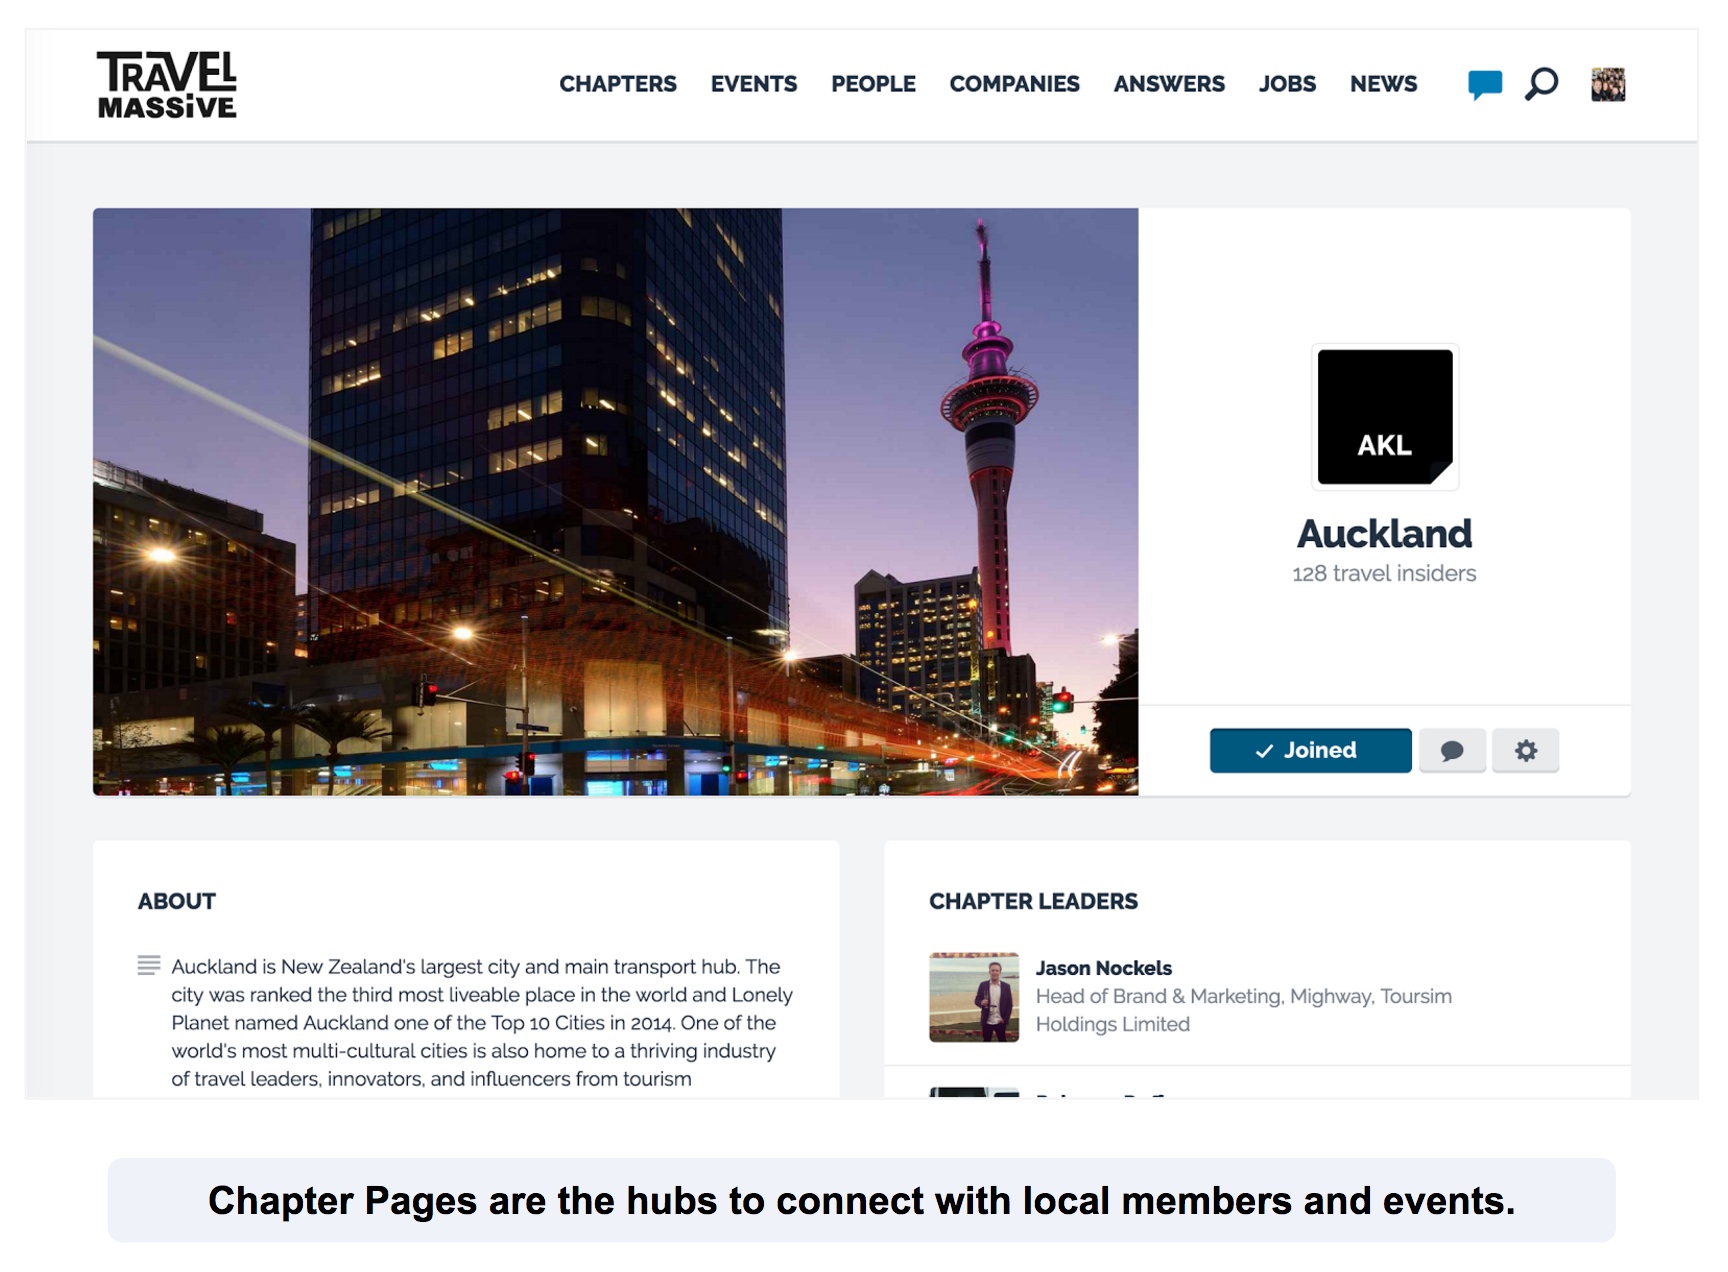 TRAVEL
MASSiVE
CHAPTERS EVENTS PEOPLE COMPANIES ANSWERS JOBS NEWS
AKL
Auckland
128 travel insiders
Joined
ABOUT
Auckland is New Zealand's largest city and main transport hub. The
city was ranked the third most liveable place in the world and Lonely
Planet named Auckland one of the Top 10 Cities in 2014. One of the
world's most multi-cultural cities is also home to a thriving industry
of travel leaders, innovators, and influencers from tourism
CHAPTER LEADERS
Jason Nockels
Head of Brand & Marketing, Mighway, Toursim
Holdings Limited
Chapter Pages are the hubs to connect with local members and events.